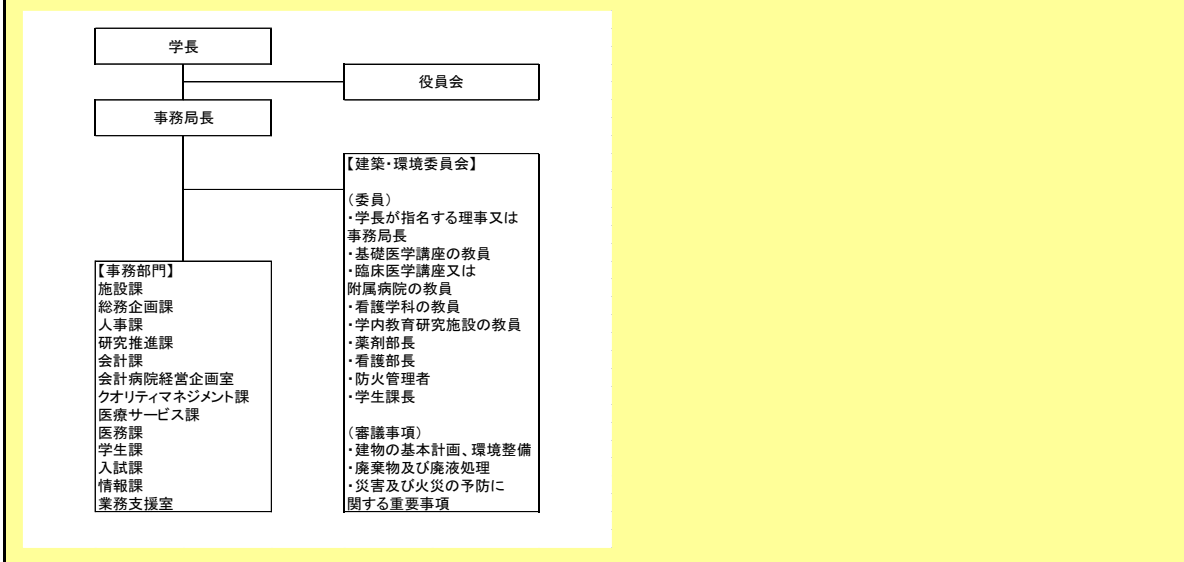 学長
役員会
事務局長
【建築・環境委員会】
（委員）
・学長が指名する理事又は
事務局長
・基礎医学講座の教員
・臨床医学講座又は
附属病院の教員
・看護学科の教員
・学内教育研究施設の教員
・薬剤部長
・看護部長
・防火管理者
・学生課長
（審議事項）
・建物の基本計画、環境整備
・廃棄物及び廃液処理
・災害及び火災の予防に
関する重要事項
【事務部門】
施設課
総務企画課
人事課
研究推進課
会計課
会計病院経営企画室
クオリティマネジメント課
医療サービス課
医務課
学生課
入試課
情報課
業務支援室